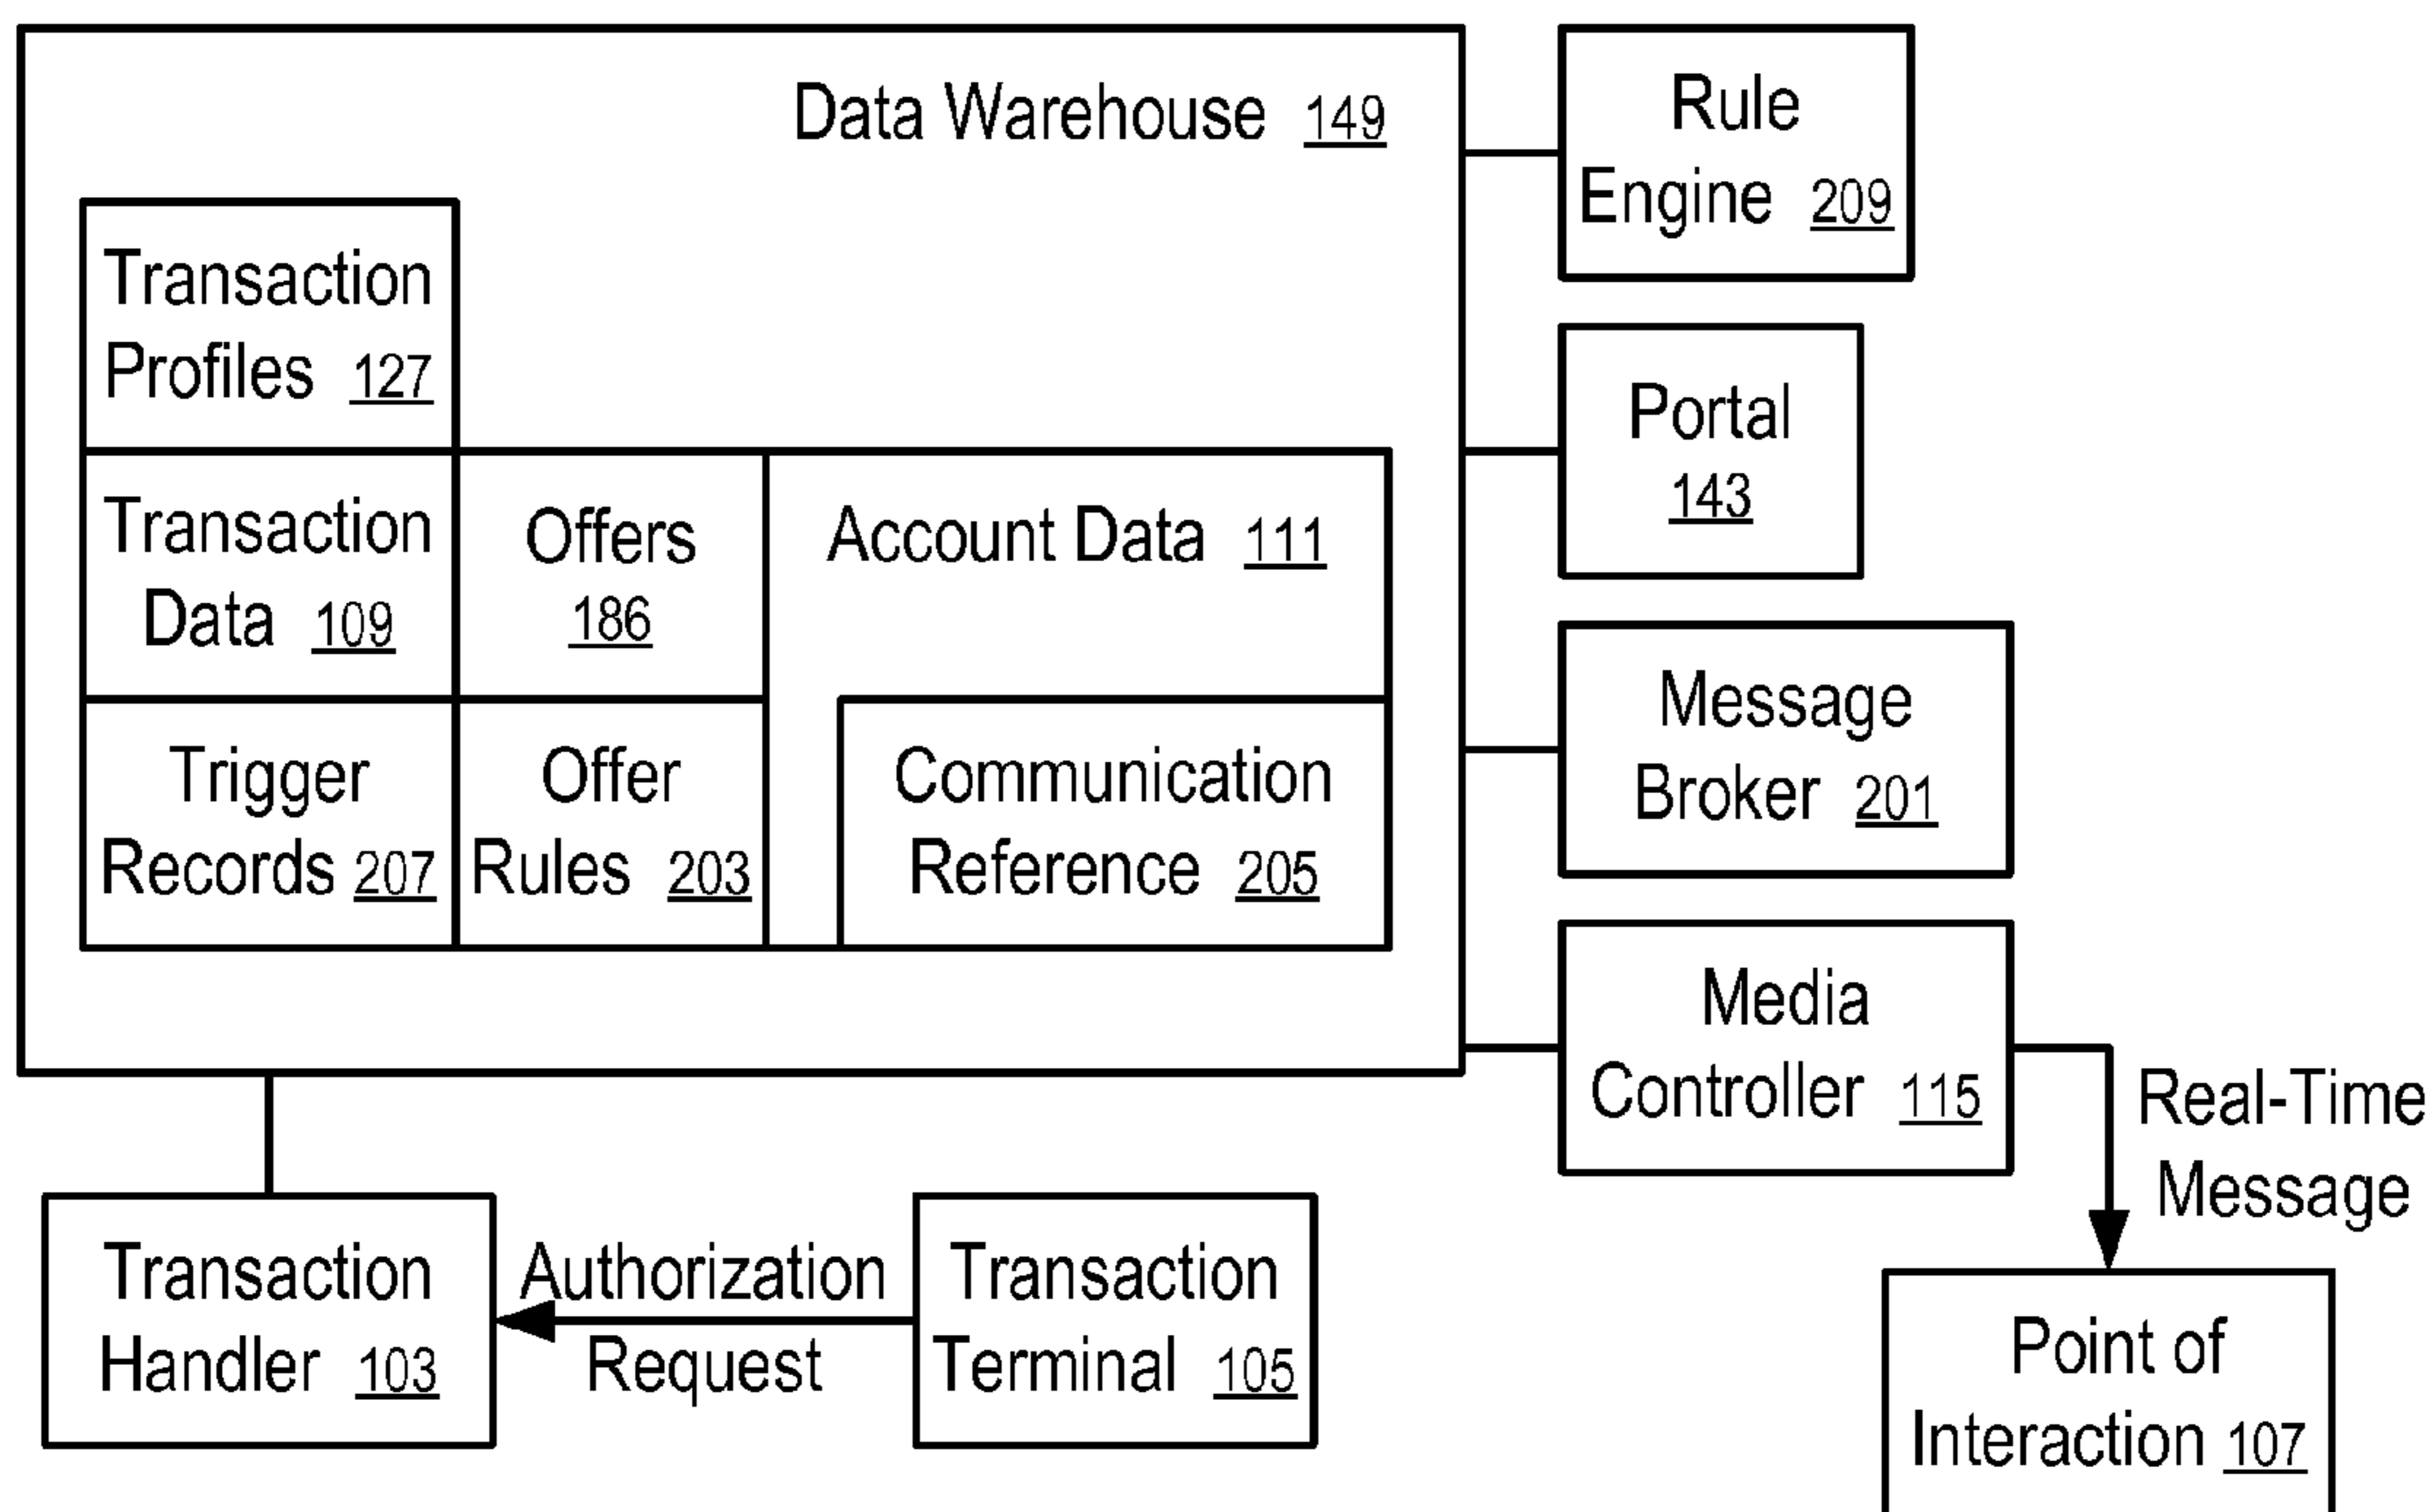 Data Warehouse 149
Transaction
Profiles 127
Transaction
Data 109
Offers
186
Account Data 111
Trigger
Records 207
Offer
Rules 203
Communication
Reference 205
Rule
Engine 209
Portal
143
Message
Broker 201
Media
Controller 115
Real-Time
Message
Transaction
Handler 103
Authorization
Request
Transaction
Terminal 105
Point of
Interaction 107